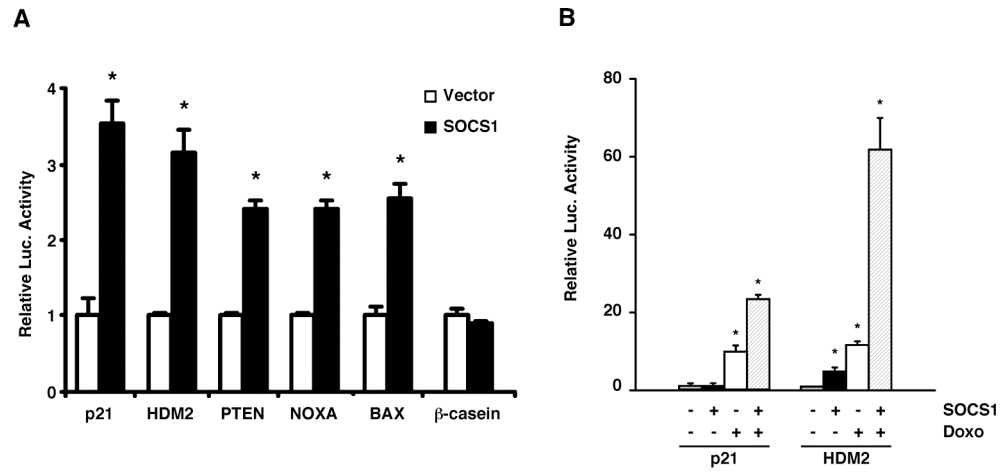 A
Relative Luc. Activity
4
3
2
1
0
* * * * *
Vector
SOCS1
p21 HDM2 PTEN NOXA BAX β-casein
B
Relative Luc. Activity
80
60
40
20
0
* * * * *
- + - + - + - + SOCS1
- - + + - - + + Doxo
p21 HDM2